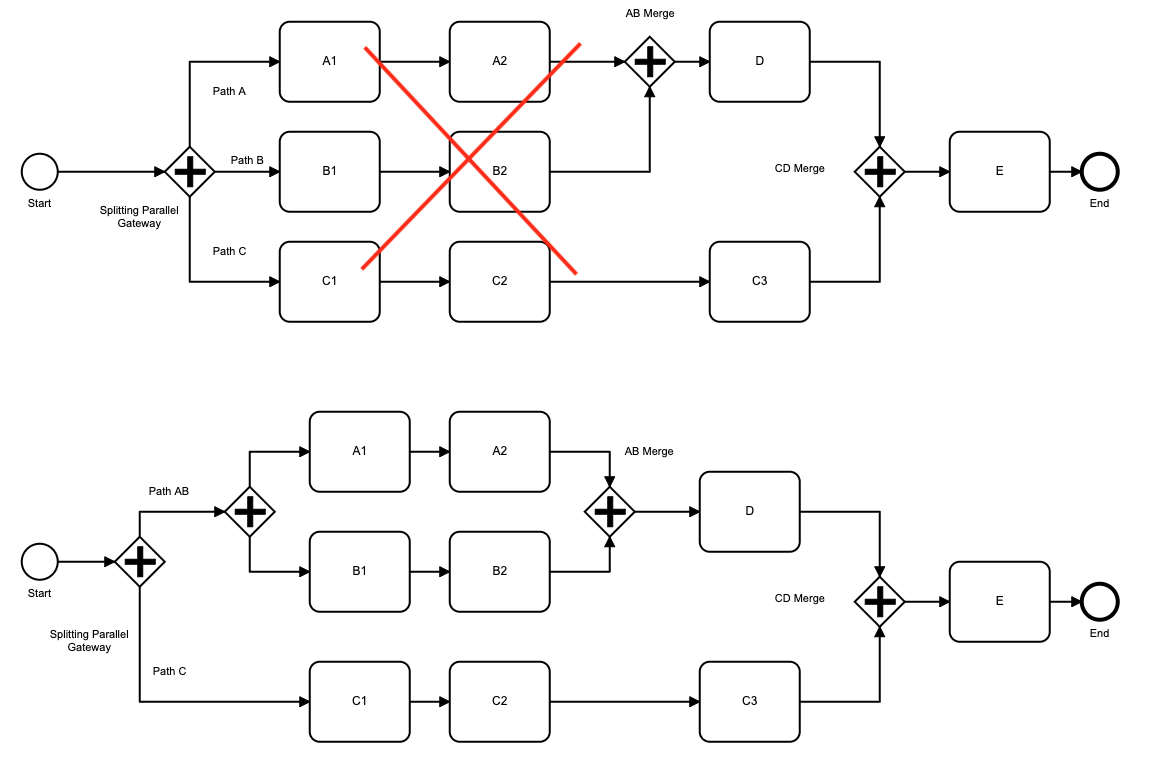 AB Merge
A1
A2
D
Path A
Path B
B1
B2
CD Merge
E
Start
Splitting Parallel
Gateway
End
Path C
C1
C2
C3
A1
A2
AB Merge
Path AB
D
Start
B1
B2
CD Merge
E
Splitting Parallel
Gateway
End
Path C
C1
C2
C3